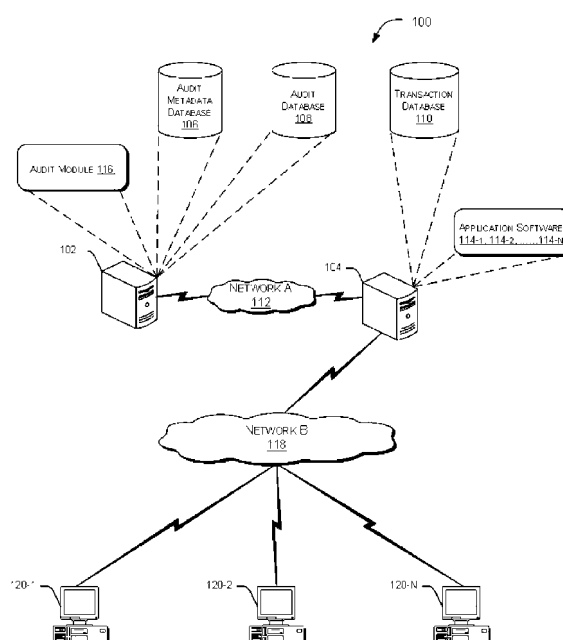 100
AUDIT
METADATA
DATABASE
106
AUDIT
DATABASE
108
TRANSACTION
DATABASE
110
AUDIT MODULE 116
APPLICATION SOFTWARE
114-1, 114-2, ......114-N
102
104
NETWORK A
112
NETWORK B
118
120-1
120-2
120-N